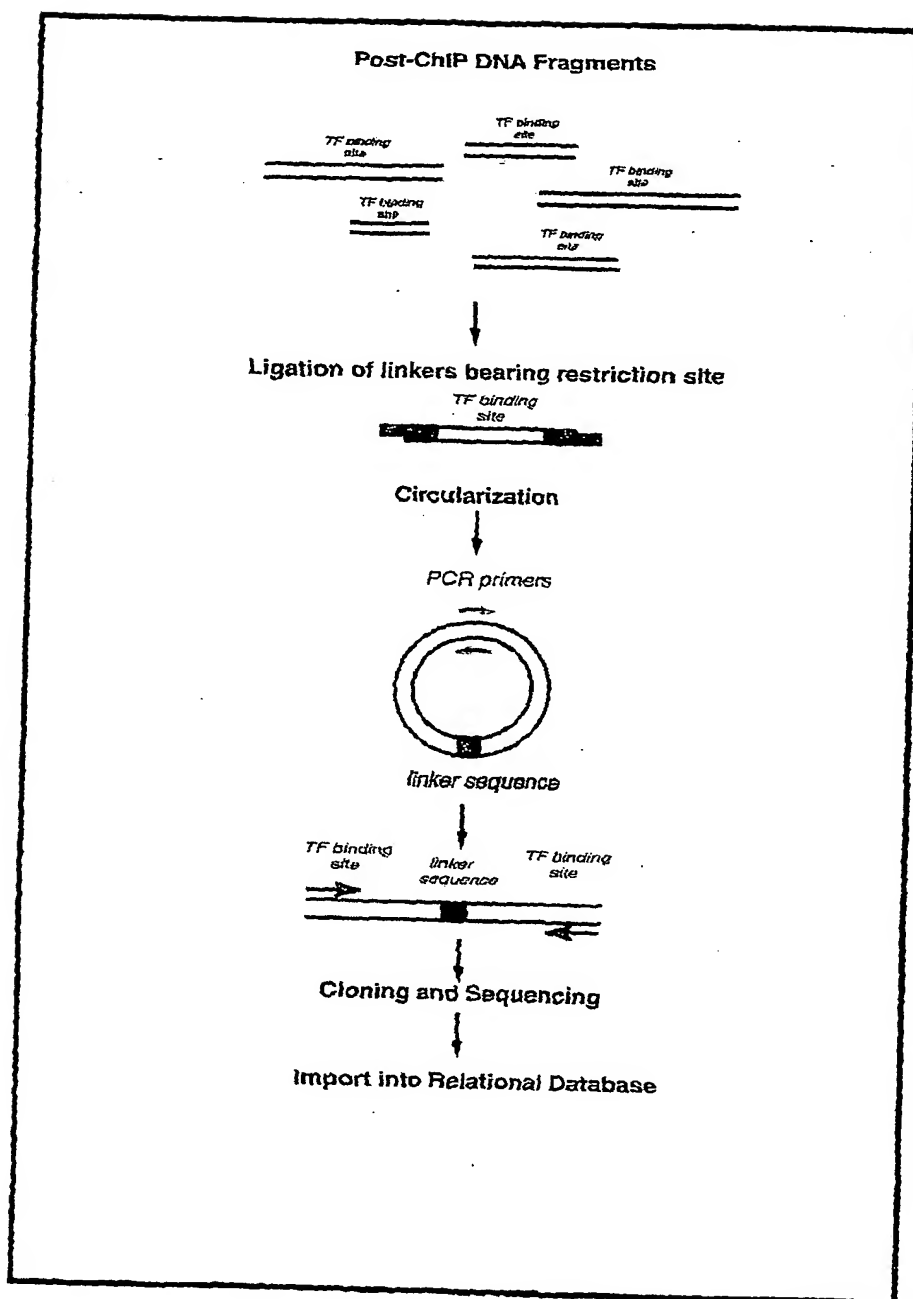 Post-ChIP DNA Fragments
TF binding
site
TF binding
site
TF binding
site
TF binding
site
TF binding
site
Ligation of linkers bearing restriction site
TF binding
site
Circularization
PCR primers
linker sequence
TF binding
site
linker
sequence
TF binding
site
Cloning and Sequencing
Import into Relational Database